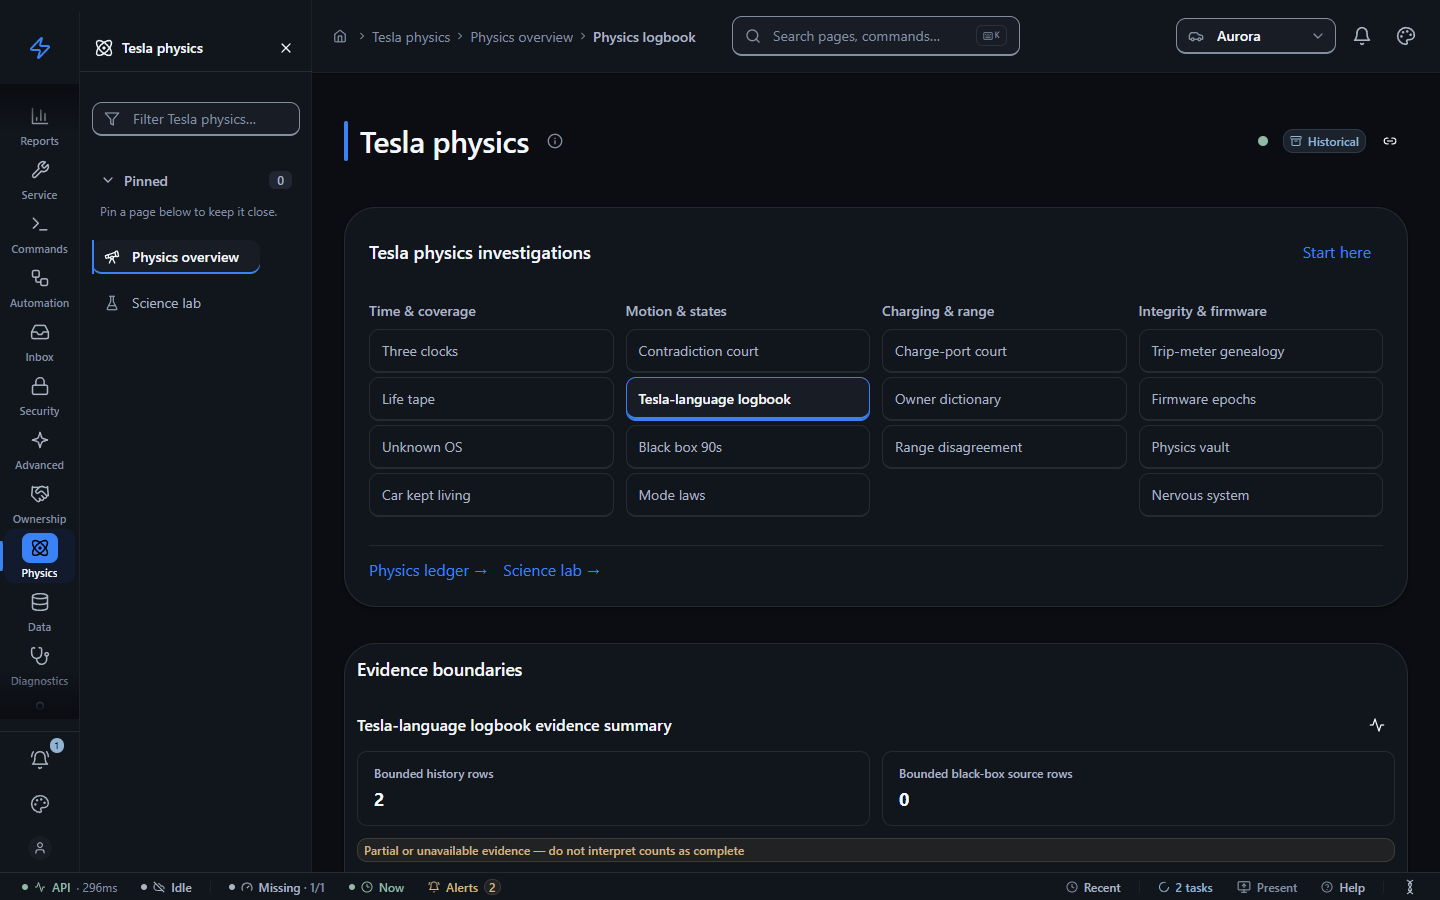 Tesla physics
Tesla physics
Physics overview
Physics logbook
Search pages, commands...
K
Aurora
Reports
Service
Commands
Automation
Inbox
Security
Advanced
Ownership
Physics
Data
Diagnostics
1
Filter Tesla physics...
Pinned
0
Pin a page below to keep it close.
Physics overview
Science lab
Tesla physics
Historical
Tesla physics investigations
Start here
Time & coverage
Three clocks
Life tape
Unknown OS
Car kept living
Motion & states
Contradiction court
Tesla-language logbook
Black box 90s
Mode laws
Charging & range
Charge-port court
Owner dictionary
Range disagreement
Integrity & firmware
Trip-meter genealogy
Firmware epochs
Physics vault
Nervous system
Physics ledger →
Science lab →
Evidence boundaries
Tesla-language logbook evidence summary
Bounded history rows
2
Bounded black-box source rows
0
Partial or unavailable evidence — do not interpret counts as complete
API · 296ms
Idle
Missing · 1/1
Now
Alerts 2
Recent
2 tasks
Present
Help